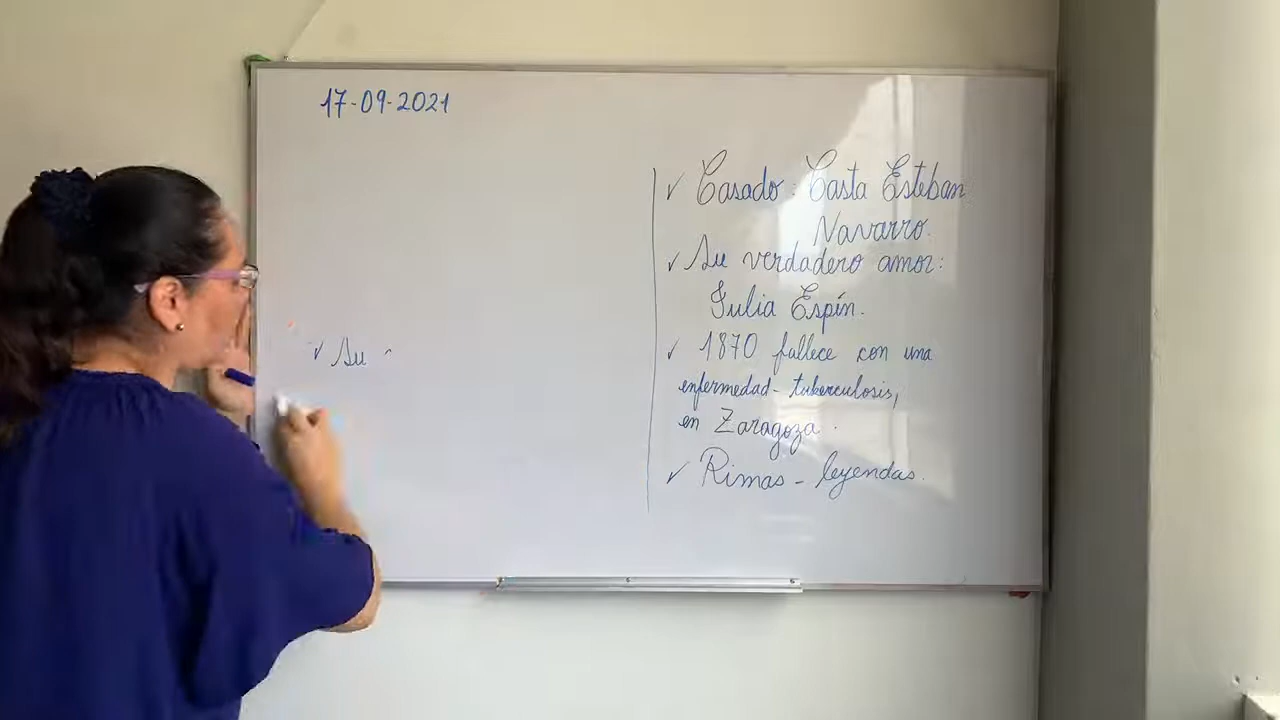 17-09-2021
✓ Su
✓ Casado: Casta Esteban
Navarro.
✓ Su verdadero amor:
Julia Espín.
✓ 1870 fallece con una
enfermedad - tuberculosis,
en Zaragoza.
✓ Rimas - leyendas.